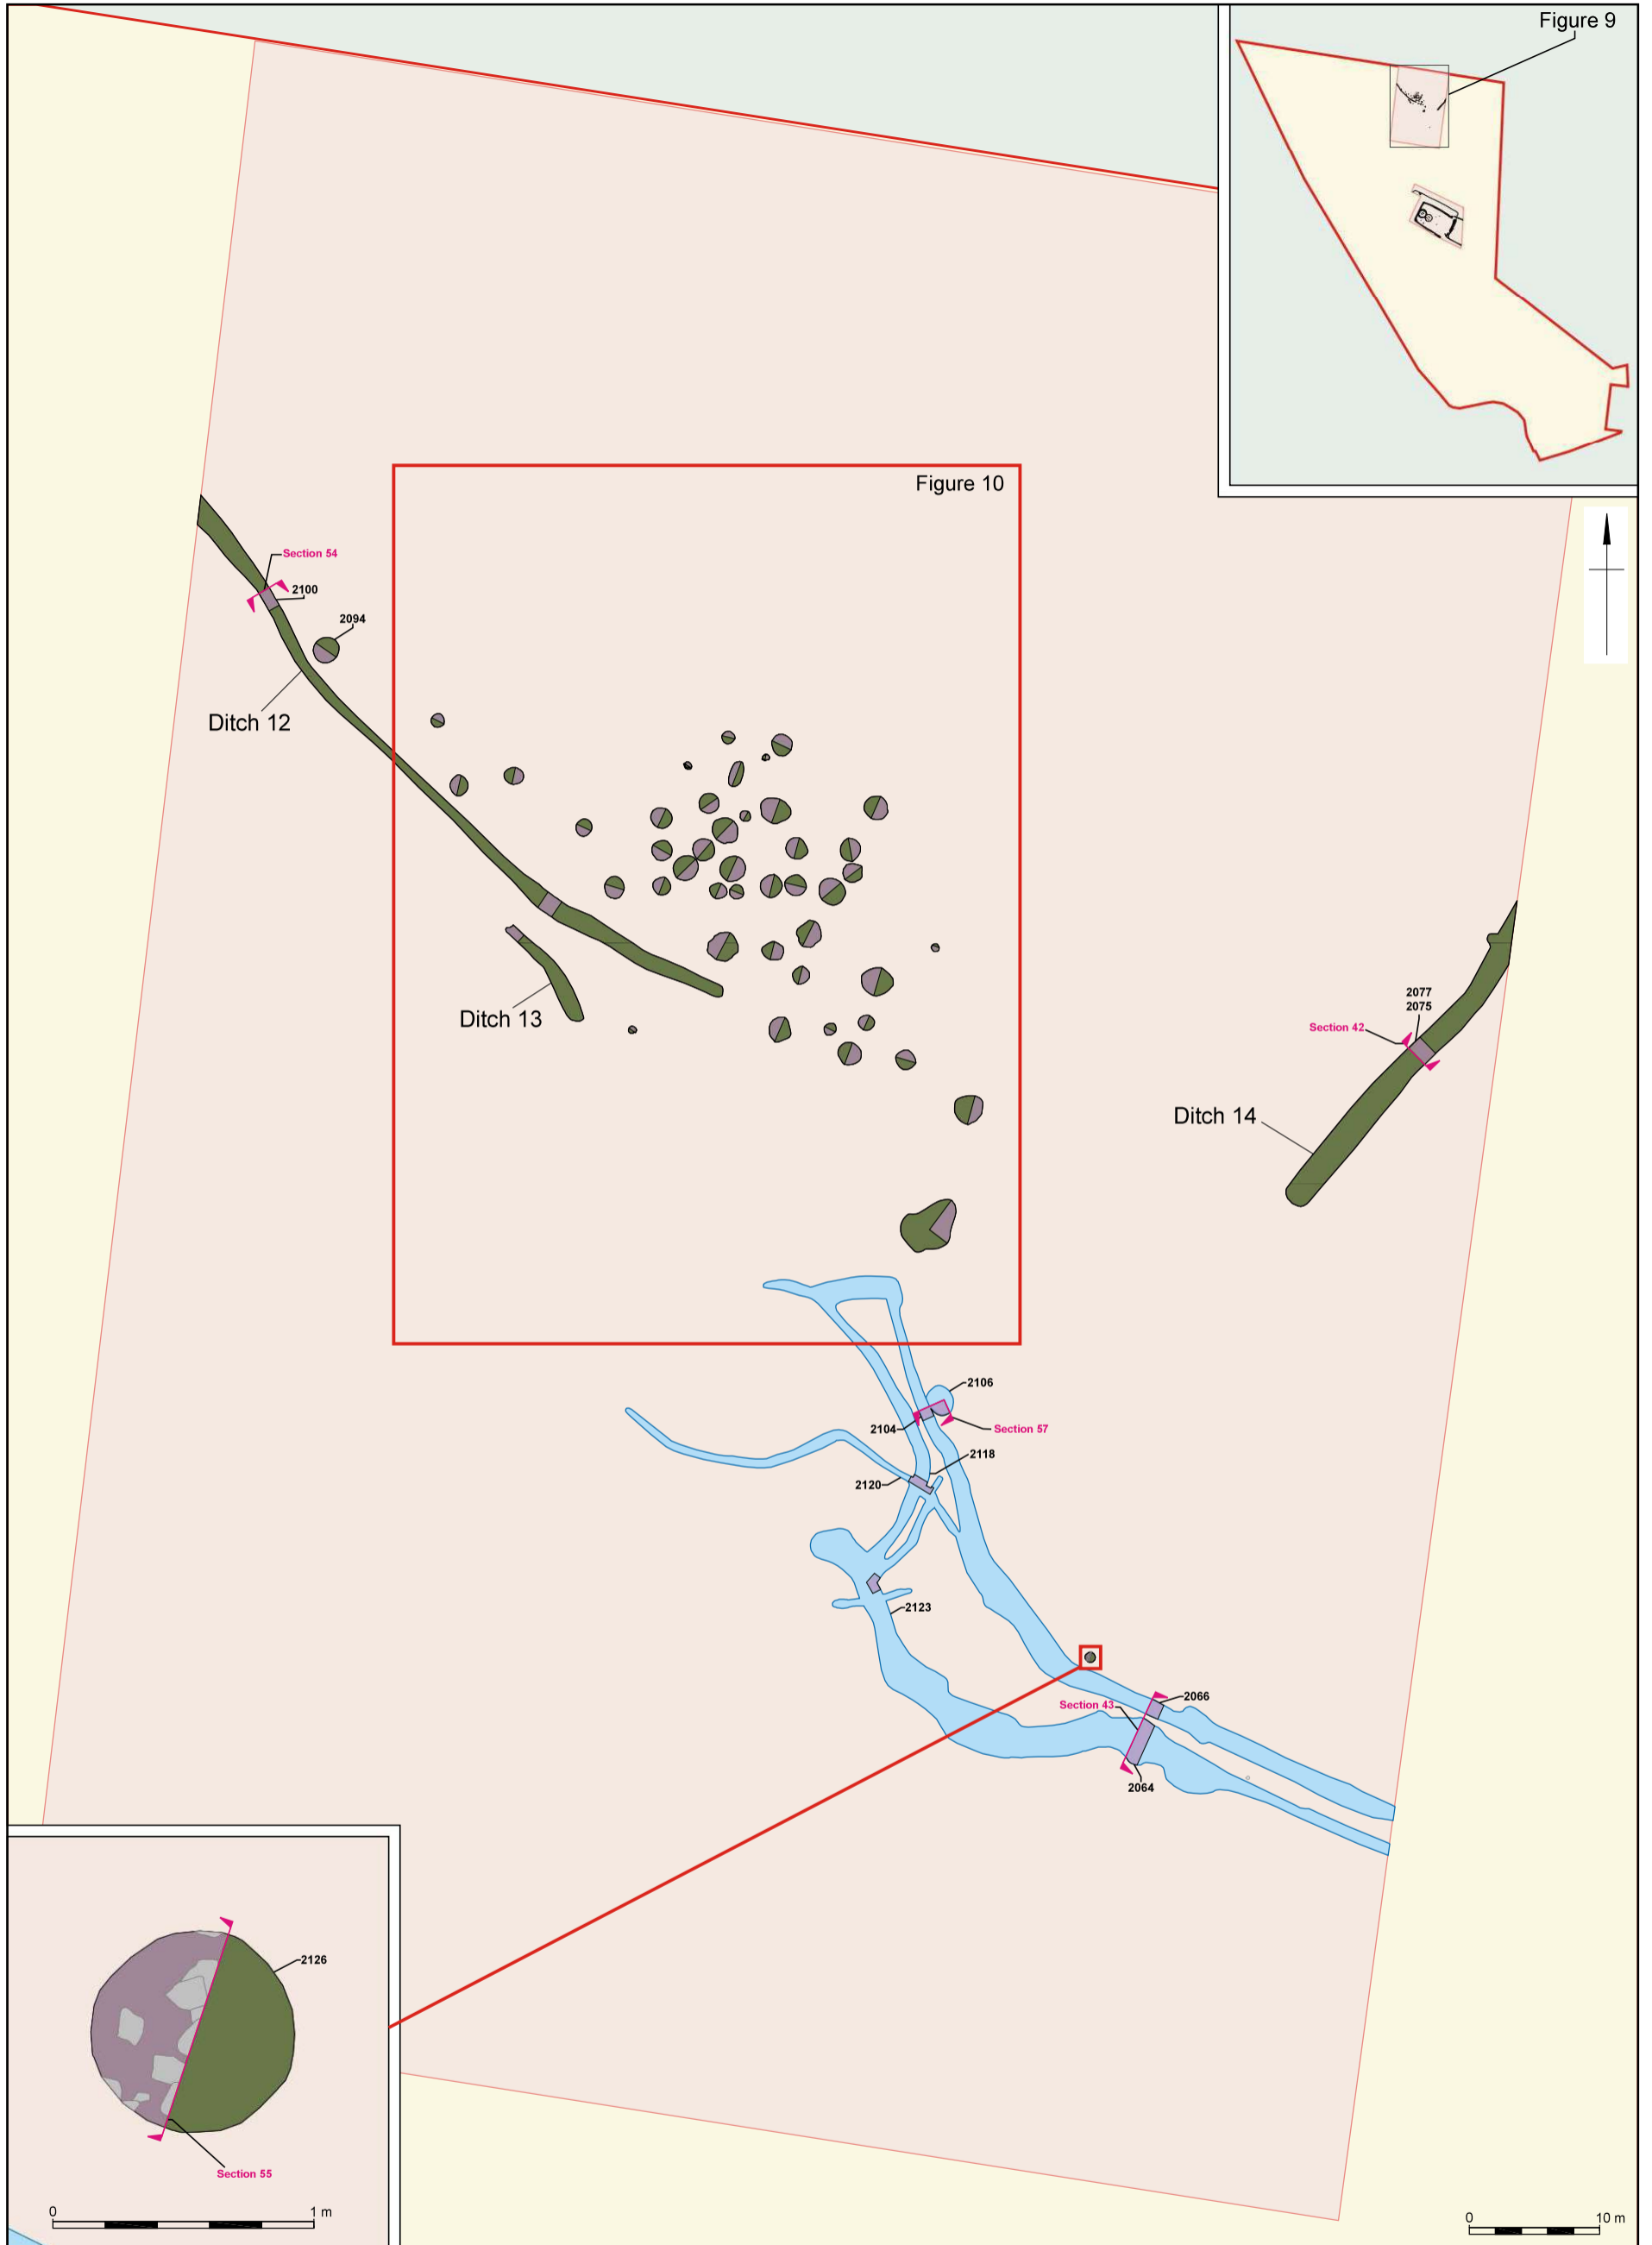 Figure 9
Figure 10
Section 54
2100
2094
Ditch 12
Ditch 13
2077
2075
Section 42
Ditch 14
2106
2104
Section 57
2118
2120
2123
2066
Section 43
2064
2126
Section 55
0 1 m
0 10 m